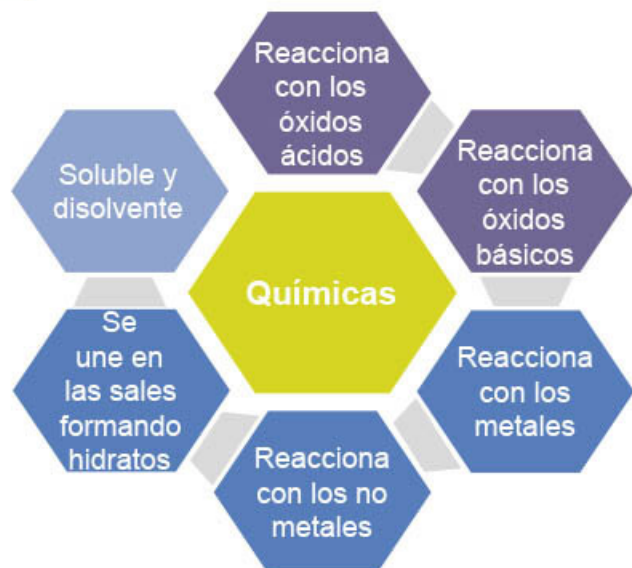 Reacciona
con los
óxidos
ácidos
Reacciona
con los
óxidos
básicos
Soluble y
disolvente
Químicas
Se
une en
las sales
formando
hidratos
Reacciona
con los
metales
Reacciona
con los no
metales